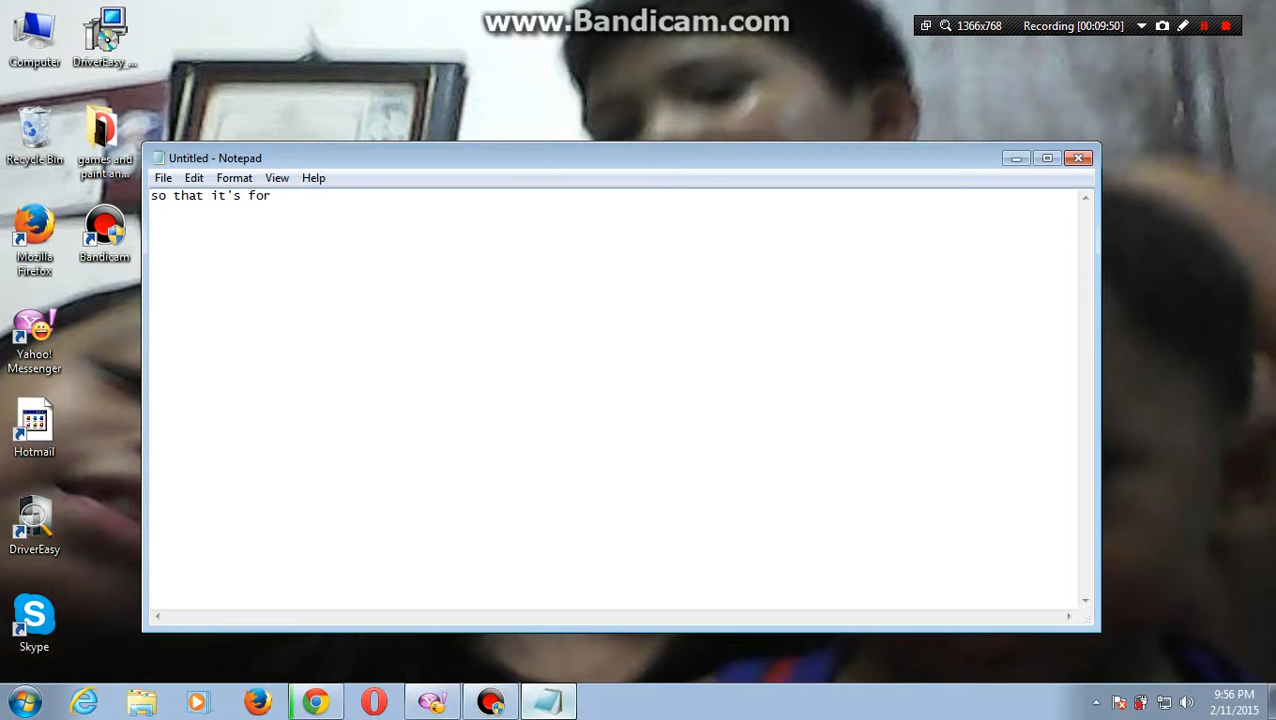 www.Bandicam.com
1366x768 Recording [00:09:50]
Computer
DriverEasy_...
Recycle Bin
games and
paint an...
Mozilla
Firefox
Bandicam
Yahoo!
Messenger
Hotmail
DriverEasy
Skype
Untitled - Notepad
File Edit Format View Help
so that it's for
9:56 PM
2/11/2015